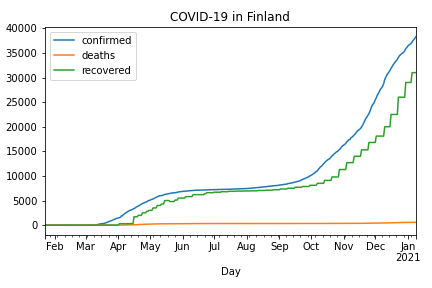 COVID-19 in Finland
40000
35000
30000
25000
20000
15000
10000
5000
0
confirmed
deaths
recovered
Feb Mar Apr May Jun Jul Aug Sep Oct Nov Dec Jan
2021
Day